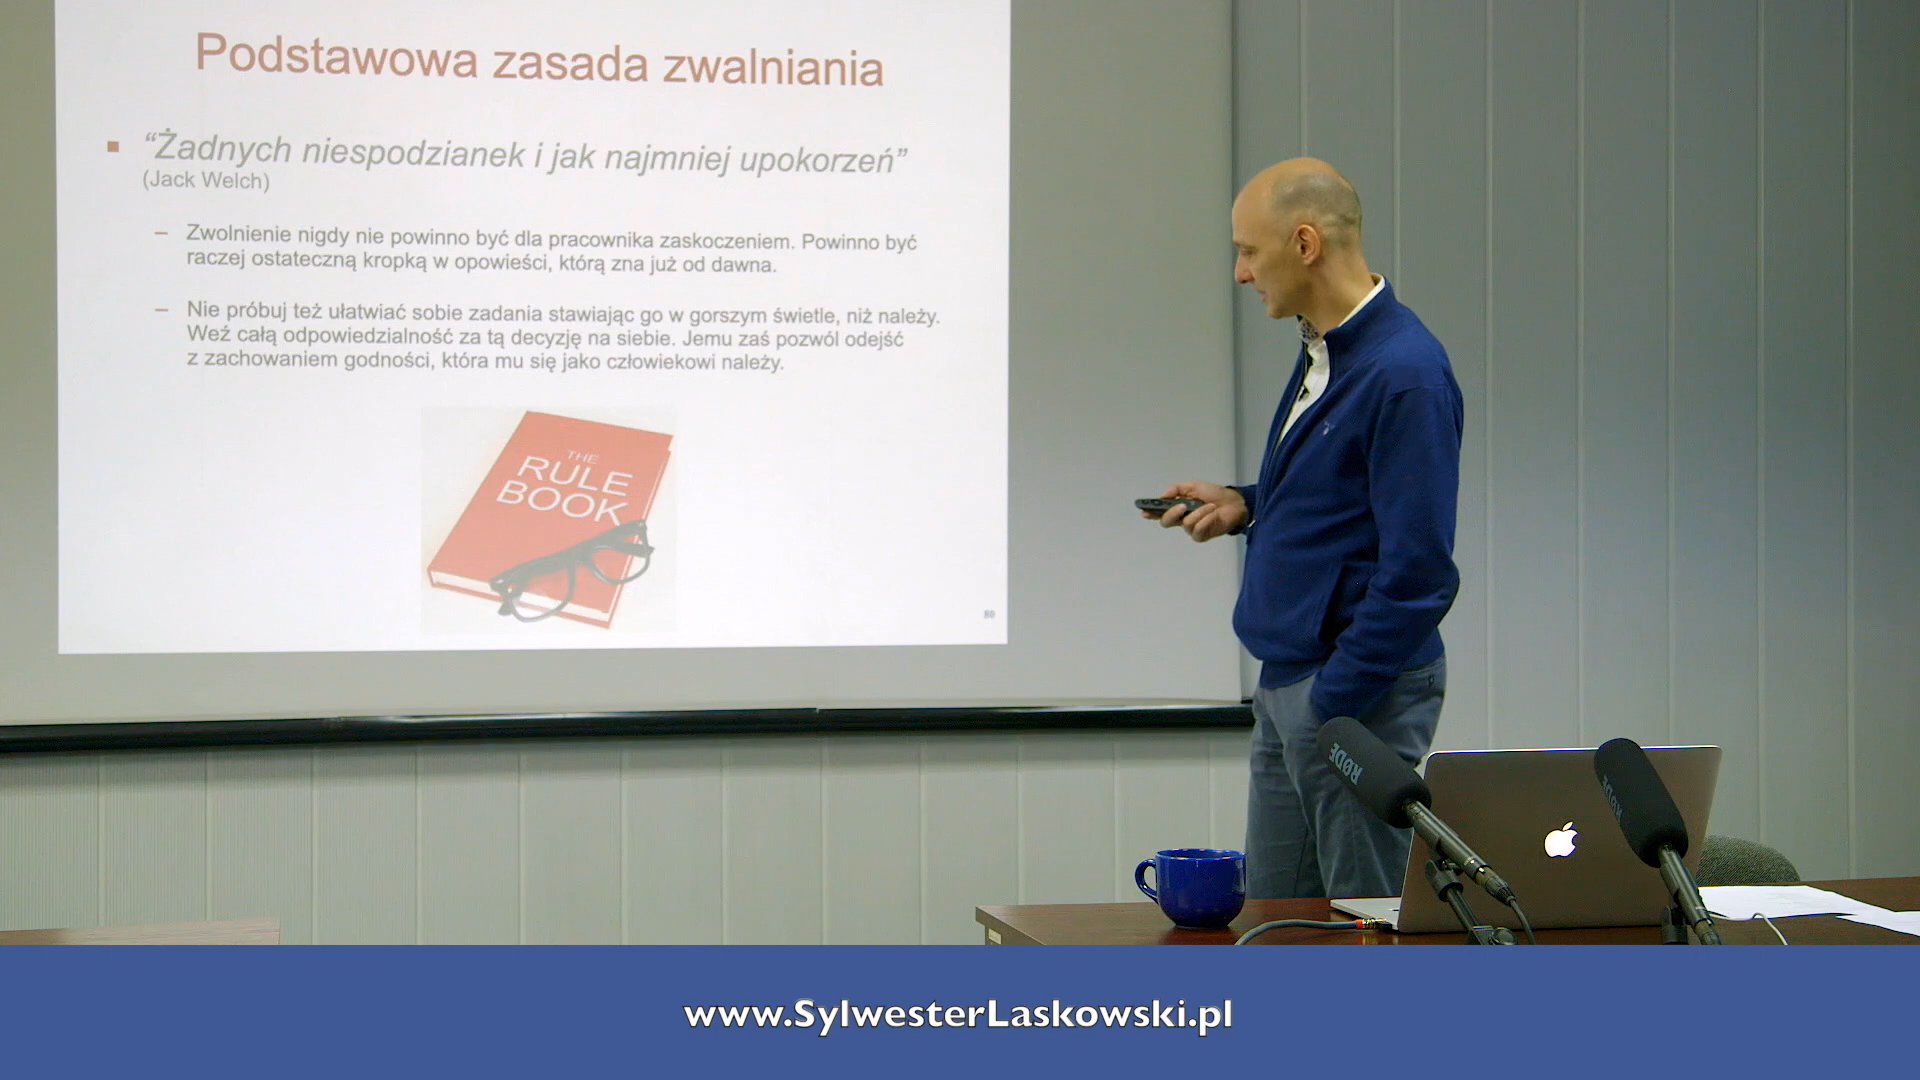 Podstawowa zasada zwalniania
▪ “Żadnych niespodzianek i jak najmniej upokorzeń”
(Jack Welch)
– Zwolnienie nigdy nie powinno być dla pracownika zaskoczeniem. Powinno być
raczej ostateczną kropką w opowieści, którą zna już od dawna.
– Nie próbuj też ułatwiać sobie zadania stawiając go w gorszym świetle, niż należy.
Weź całą odpowiedzialność za tą decyzję na siebie. Jemu zaś pozwól odejść
z zachowaniem godności, która mu się jako człowiekowi należy.
THE
RULE
BOOK
80
RØDE
RØDE
www.SylwesterLaskowski.pl